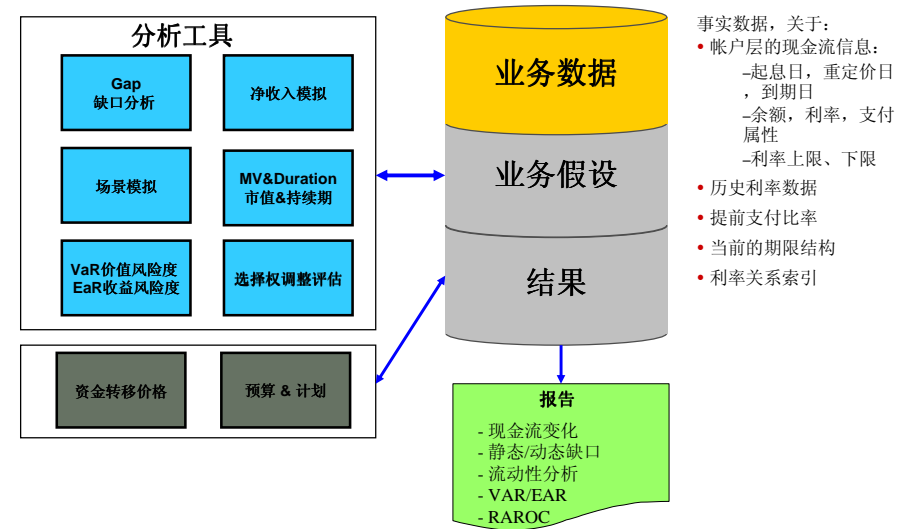 分析工具
Gap
缺口分析
净收入模拟
场景模拟
MV&Duration
市值&持续期
VaR价值风险度
EaR收益风险度
选择权调整评估
资金转移价格
预算 & 计划
业务数据
业务假设
结果
报告
- 现金流变化
- 静态/动态缺口
- 流动性分析
- VAR/EAR
- RAROC
事实数据，关于：
• 帐户层的现金流信息：
–起息日，重定价日
，到期日
–余额，利率，支付
属性
–利率上限、下限
• 历史利率数据
• 提前支付比率
• 当前的期限结构
• 利率关系索引